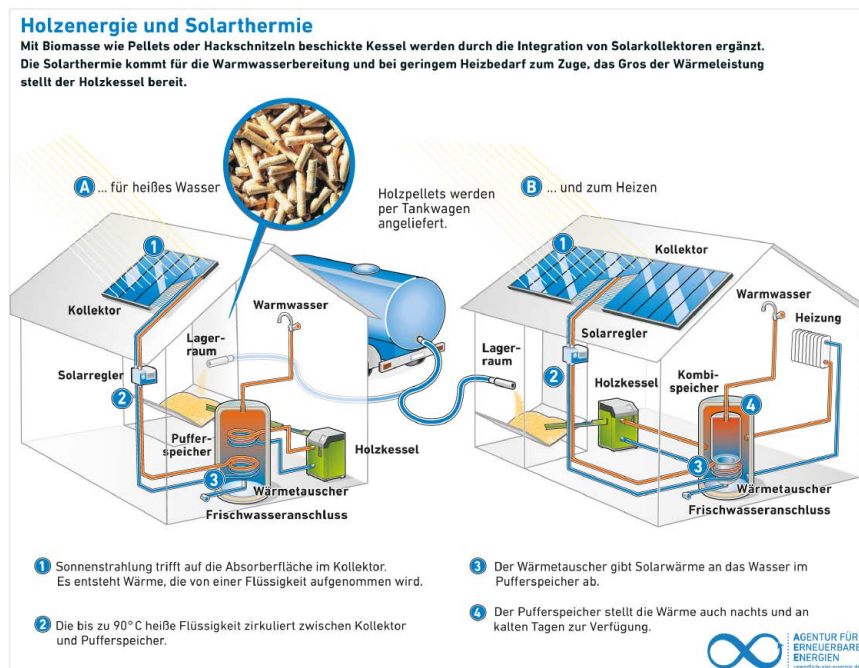 Holzenergie und Solarthermie
Mit Biomasse wie Pellets oder Hackschnitzeln beschickte Kessel werden durch die Integration von Solarkollektoren ergänzt.
Die Solarthermie kommt für die Warmwasserbereitung und bei geringem Heizbedarf zum Zuge, das Gros der Wärmeleistung
stellt der Holzkessel bereit.
A ... für heißes Wasser
Holzpellets werden
per Tankwagen
angeliefert.
B ... und zum Heizen
1
Kollektor
Warmwasser
Lager-
raum
Solarregler
2
Puffer-
speicher
Holzkessel
3
Wärmetauscher
Frischwasseranschluss
1
Kollektor
Warmwasser
Heizung
Solarregler
Lager-
raum
2
Holzkessel
Kombi-
speicher
4
3
Wärmetauscher
Frischwasseranschluss
1 Sonnenstrahlung trifft auf die Absorberfläche im Kollektor.
Es entsteht Wärme, die von einer Flüssigkeit aufgenommen wird.
2 Die bis zu 90°C heiße Flüssigkeit zirkuliert zwischen Kollektor
und Pufferspeicher.
3 Der Wärmetauscher gibt Solarwärme an das Wasser im
Pufferspeicher ab.
4 Der Pufferspeicher stellt die Wärme auch nachts und an
kalten Tagen zur Verfügung.
AGENTUR FÜR
ERNEUERBARE
ENERGIEN